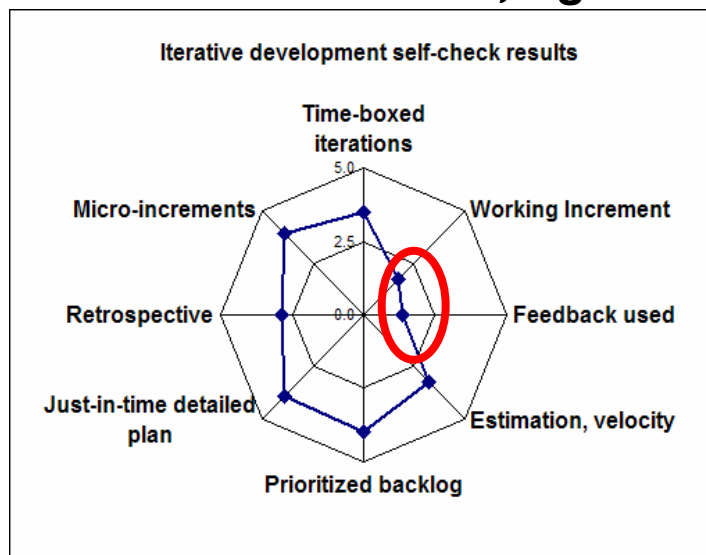 Iterative development self-check results
Time-boxed
iterations
5.0
Micro-increments
Working Increment
2.5
Retrospective
0.0
Feedback used
Just-in-time detailed
plan
Estimation, velocity
Prioritized backlog